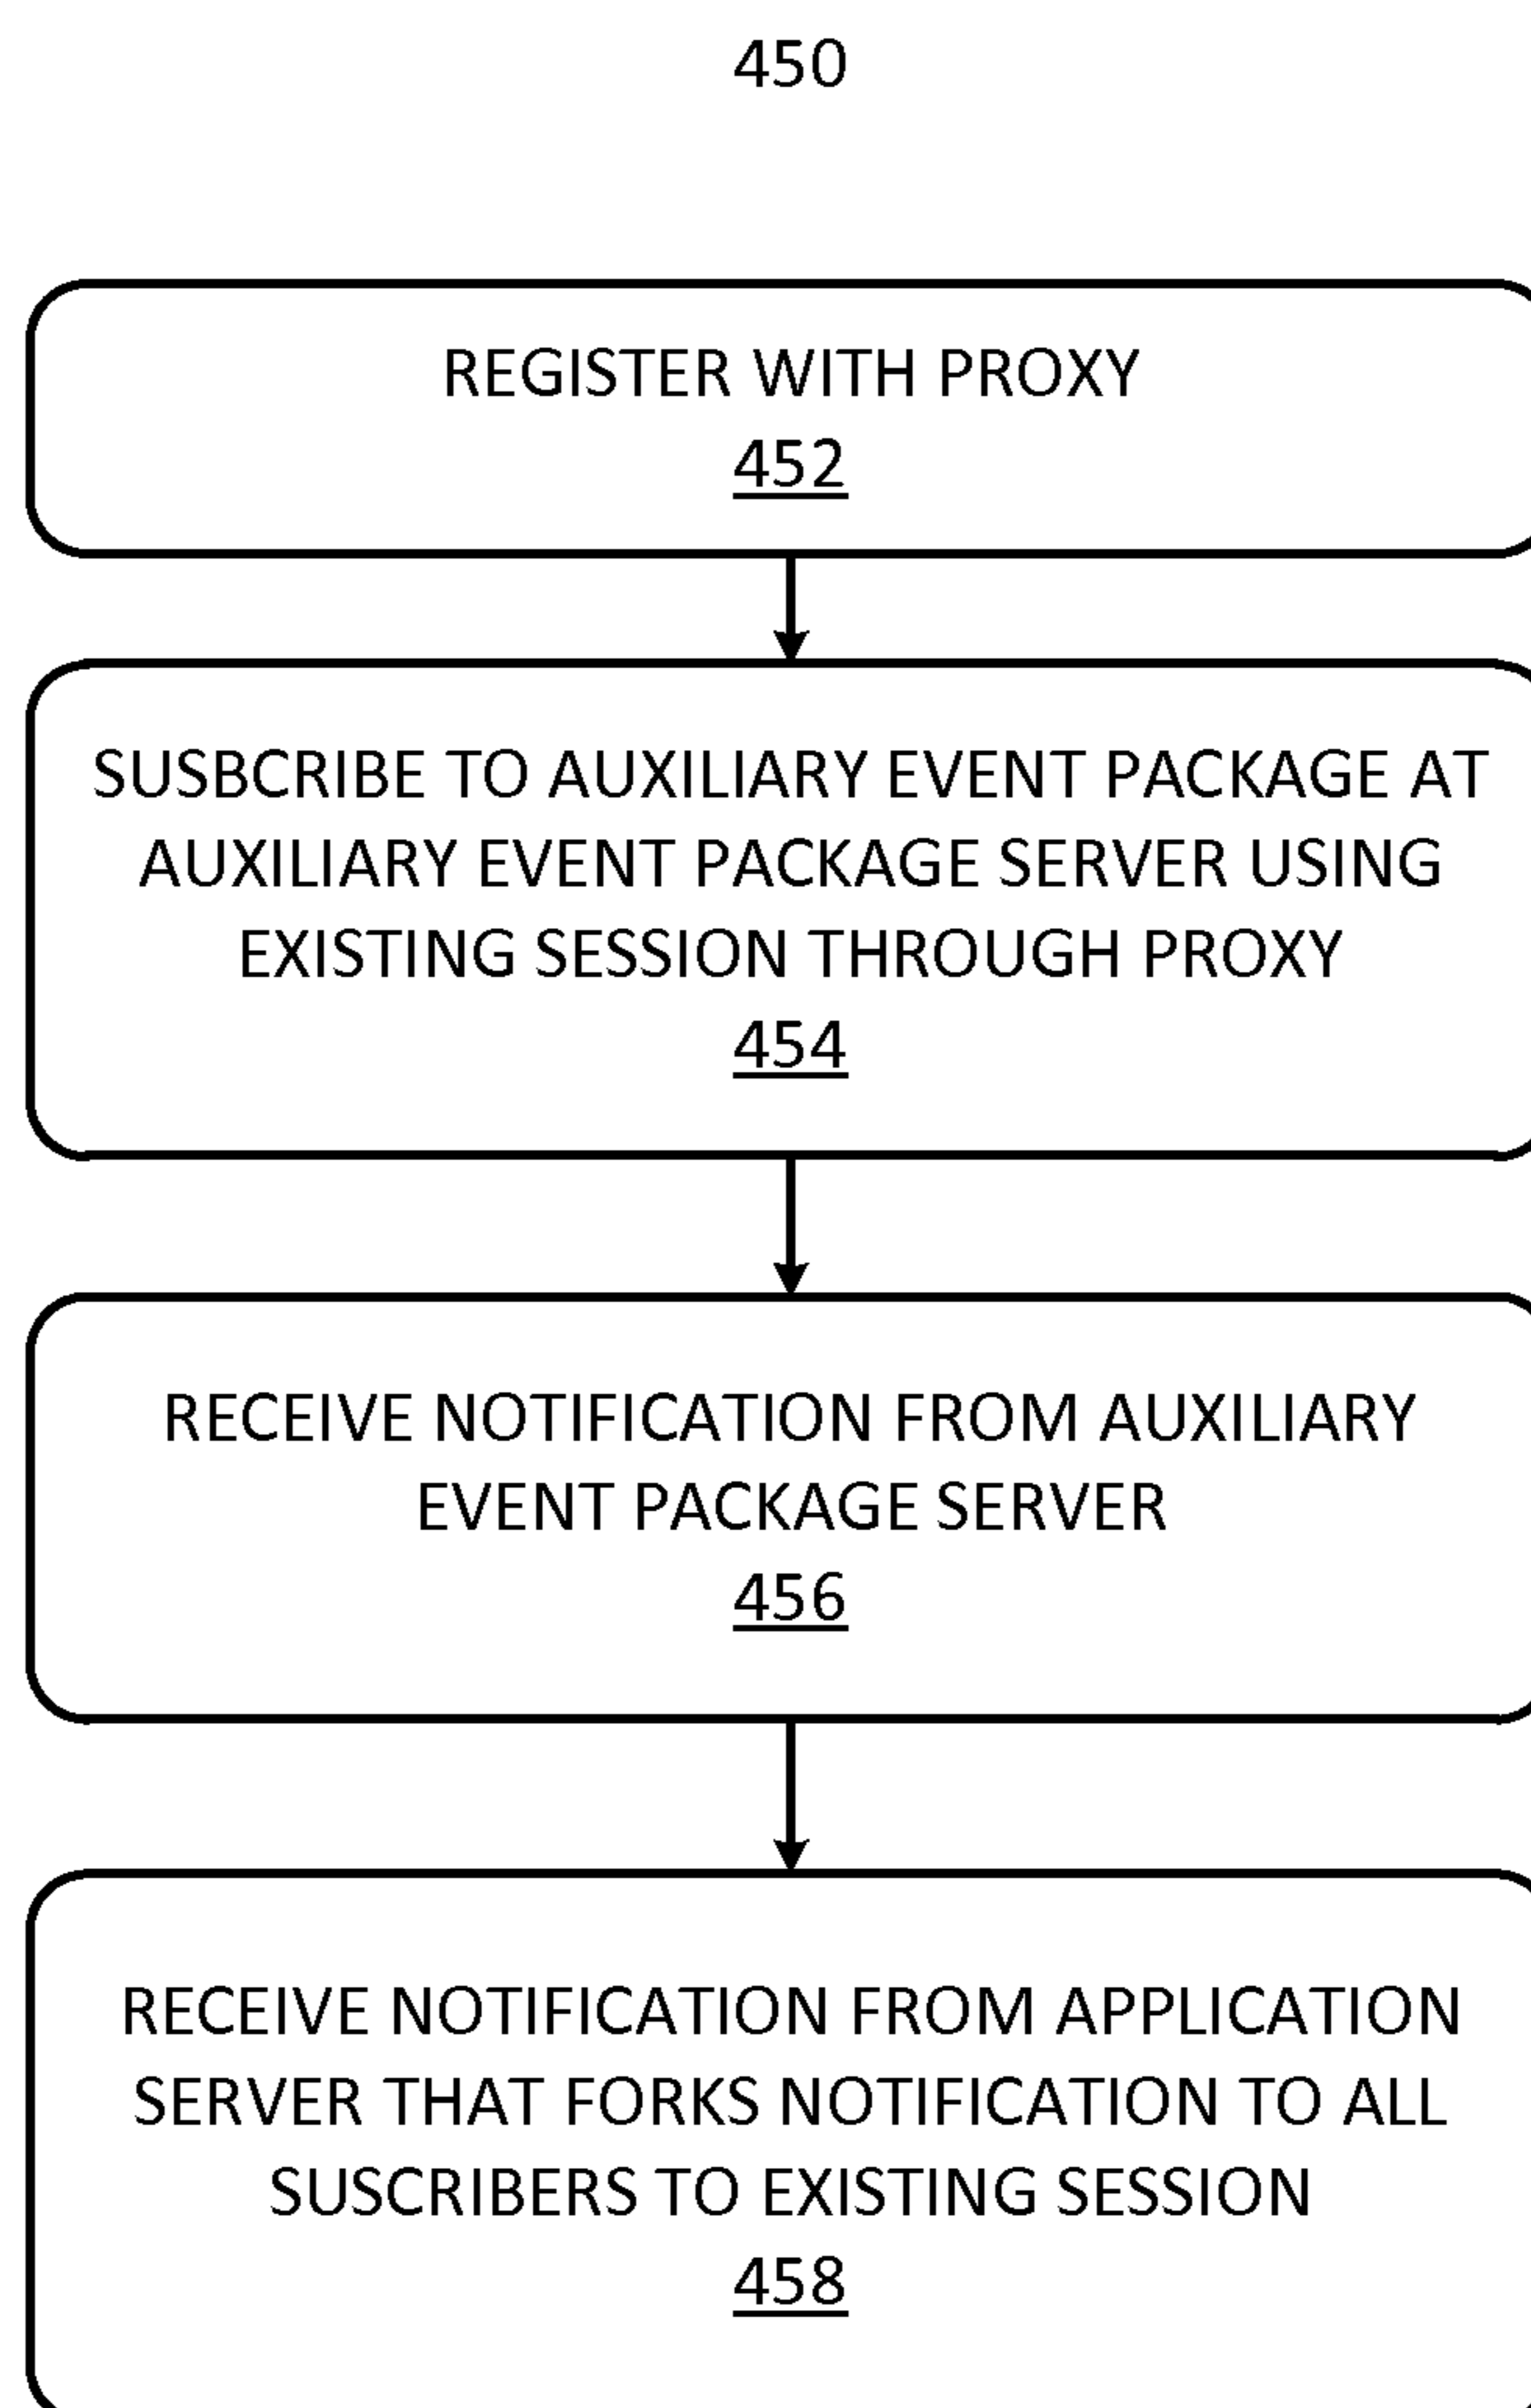 450
REGISTER WITH PROXY
452
SUSBCRIBE TO AUXILIARY EVENT PACKAGE AT
AUXILIARY EVENT PACKAGE SERVER USING
EXISTING SESSION THROUGH PROXY
454
RECEIVE NOTIFICATION FROM AUXILIARY
EVENT PACKAGE SERVER
456
RECEIVE NOTIFICATION FROM APPLICATION
SERVER THAT FORKS NOTIFICATION TO ALL
SUSCRIBERS TO EXISTING SESSION
458